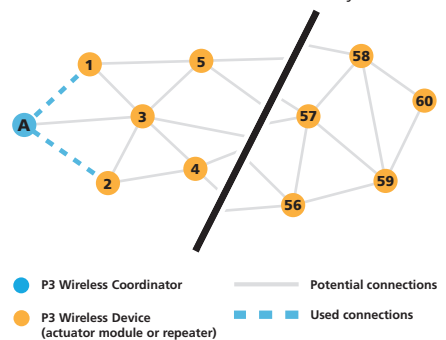 58
5
1
60
57
3
A
4
59
2
56
P3 Wireless Coordinator
Potential connections
P3 Wireless Device
(actuator module or repeater)
Used connections